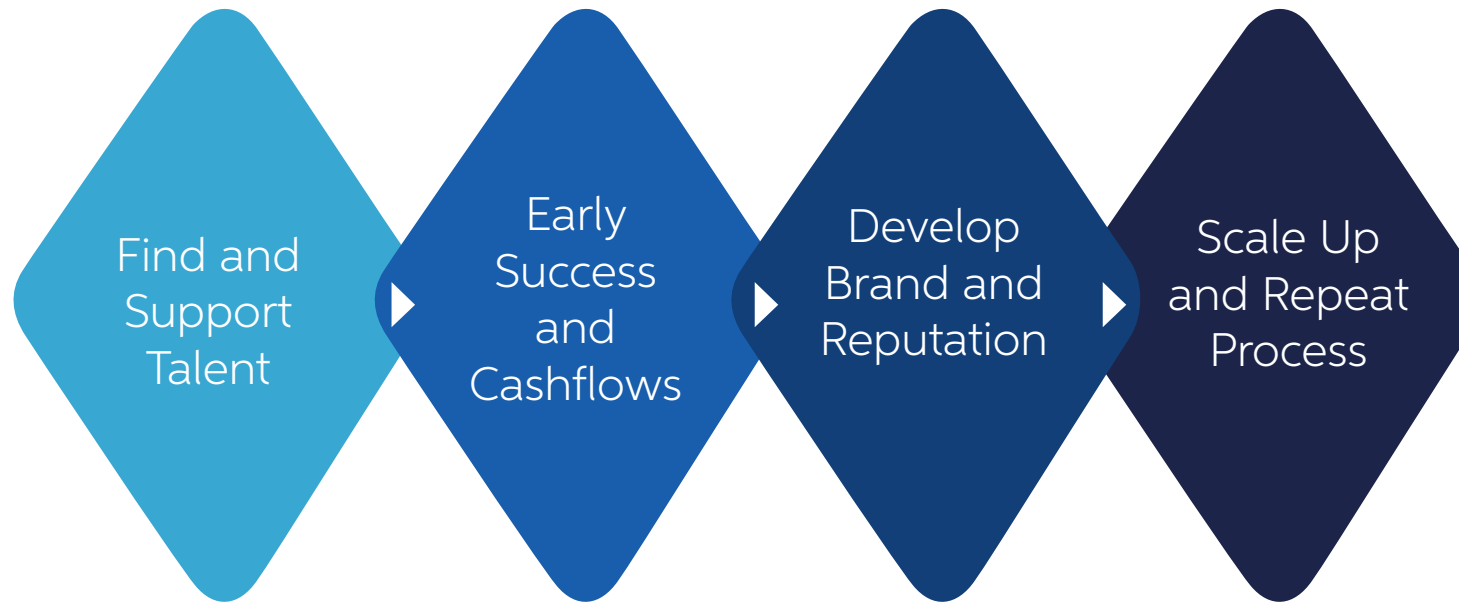 Find and
Support
Talent
Early
Success
and
Cashflows
Develop
Brand and
Reputation
Scale Up
and Repeat
Process